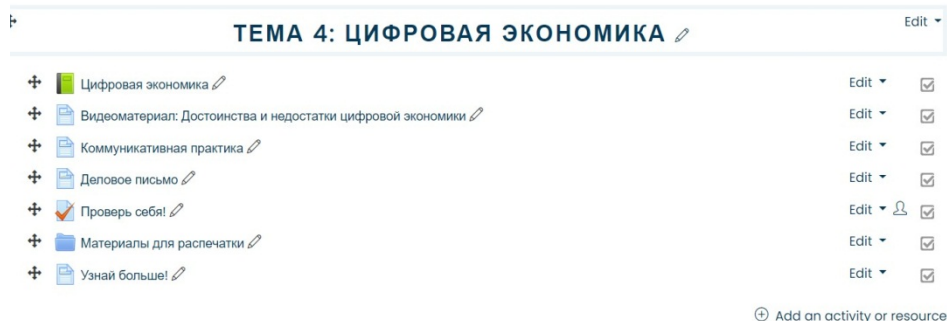 Edit
ТЕМА 4: ЦИФРОВАЯ ЭКОНОМИКА
Цифровая экономика Edit
Видеоматериал: Достоинства и недостатки цифровой экономики Edit
Коммуникативная практика Edit
Деловое письмо Edit
Проверь себя! Edit
Материалы для распечатки Edit
Узнай больше! Edit
Add an activity or resource